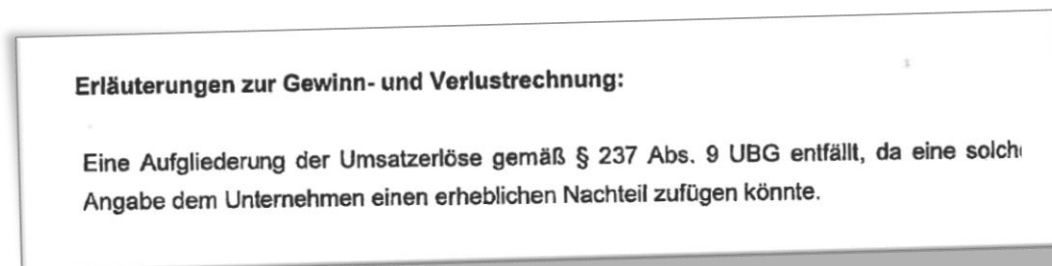 Erläuterungen zur Gewinn- und Verlustrechnung:
Eine Aufgliederung der Umsatzerlöse gemäß § 237 Abs. 9 UBG entfällt, da eine solch
Angabe dem Unternehmen einen erheblichen Nachteil zufügen könnte.